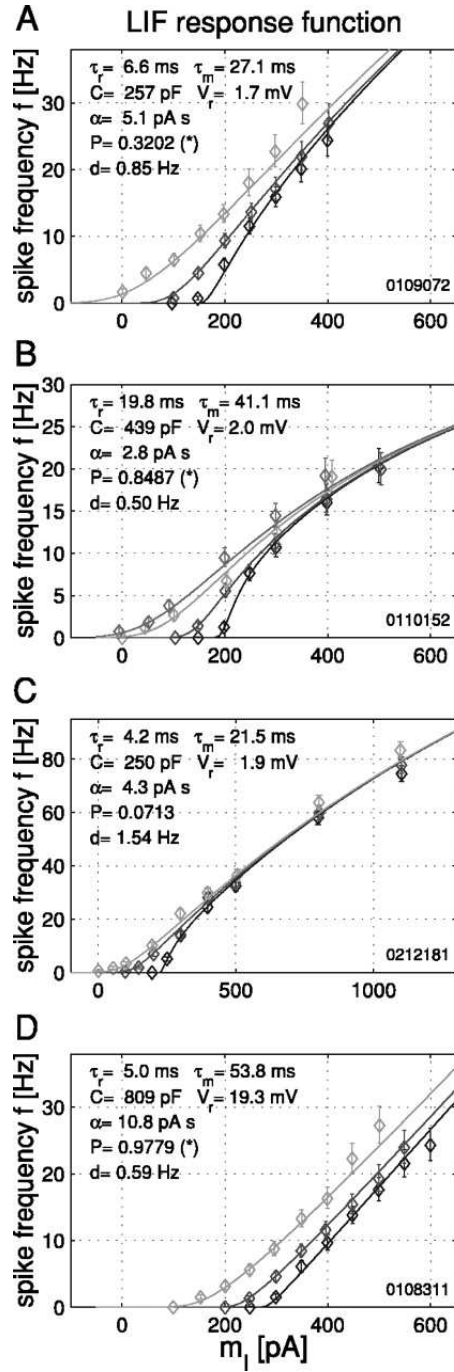 A LIF response function
τr= 6.6 ms τm= 27.1 ms
C= 257 pF Vr= 1.7 mV
α= 5.1 pA s
P= 0.3202 (*)
d= 0.85 Hz
spike frequency f [Hz]
30
20
10
0
0109072
0 200 400 600
B
τr= 19.8 ms τm= 41.1 ms
C= 439 pF Vr= 2.0 mV
α= 2.8 pA s
P= 0.8487 (*)
d= 0.50 Hz
spike frequency f [Hz]
30
25
20
15
10
5
0
0110152
0 200 400 600
C
τr= 4.2 ms τm= 21.5 ms
C= 250 pF Vr= 1.9 mV
α= 4.3 pA s
P= 0.0713
d= 1.54 Hz
spike frequency f [Hz]
80
60
40
20
0
0212181
0 500 1000
D
τr= 5.0 ms τm= 53.8 ms
C= 809 pF Vr= 19.3 mV
α= 10.8 pA s
P= 0.9779 (*)
d= 0.59 Hz
spike frequency f [Hz]
30
20
10
0
0108311
0 200 400 600
mI [pA]